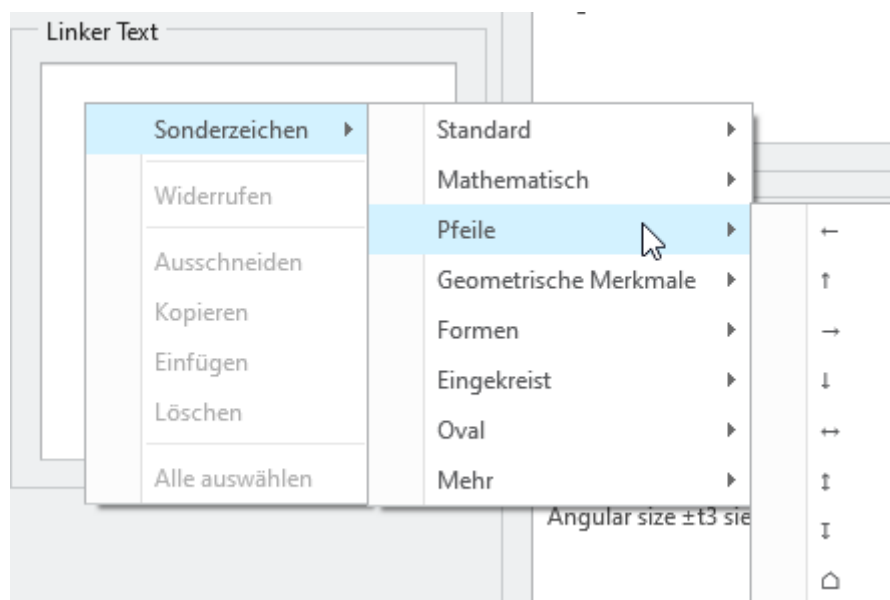 Linker Text
Sonderzeichen
Widerrufen
Ausschneiden
Kopieren
Einfügen
Löschen
Alle auswählen
Standard
Mathematisch
Pfeile
Geometrische Merkmale
Formen
Eingekreist
Oval
Mehr
←
↑
→
↓
↔
↕
↧
⌂
Angular size ±t3 sie